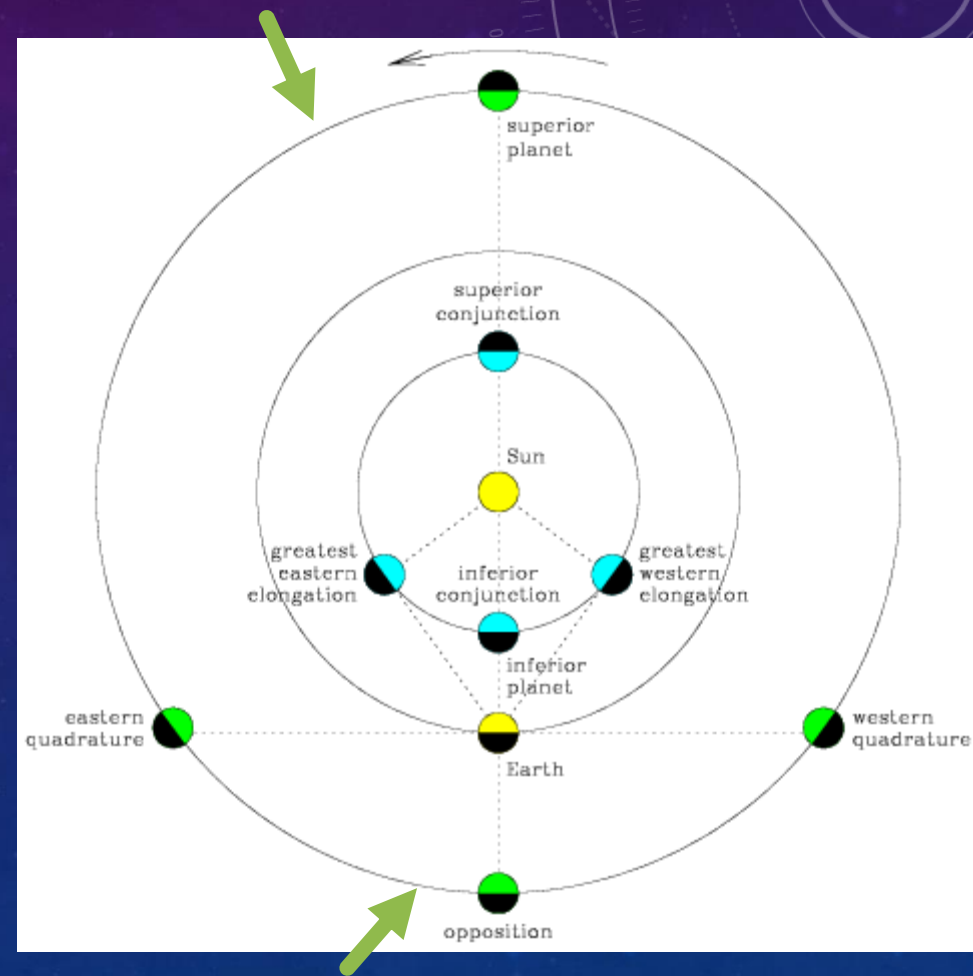 superior
planet
superior
conjunction
Sun
greatest
eastern
elongation
inferior
conjunction
greatest
western
elongation
inferior
planet
eastern
quadrature
western
quadrature
Earth
opposition